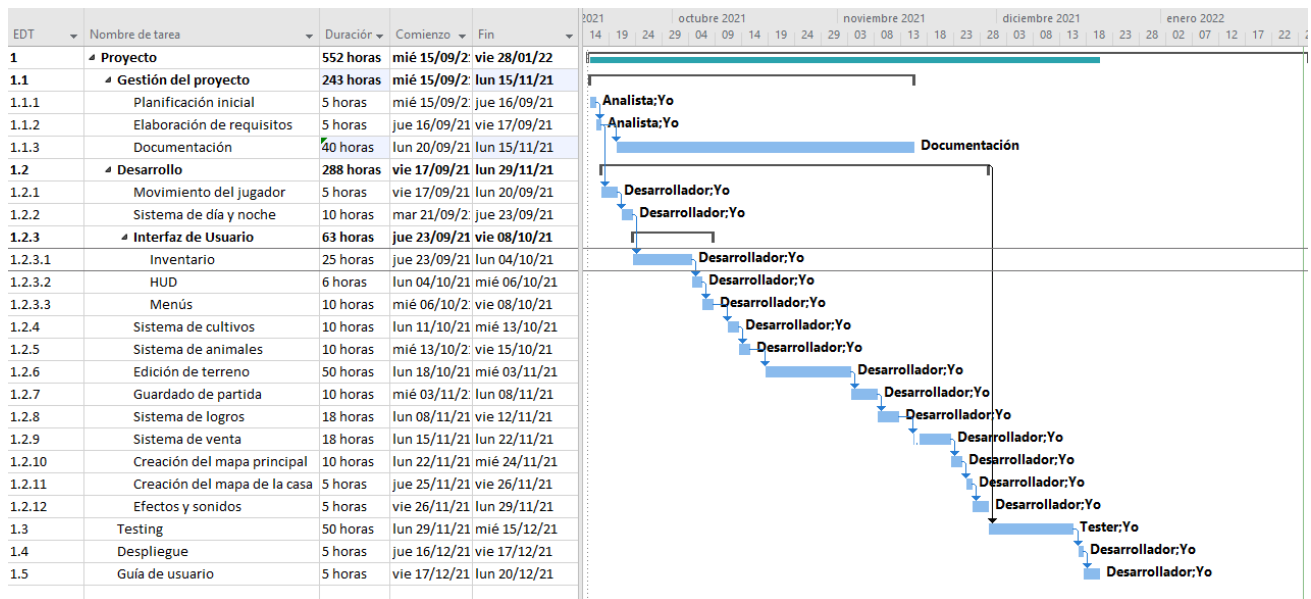 2021 octubre 2021 noviembre 2021 diciembre 2021 enero 2022
EDT Nombre de tarea Duración Comienzo Fin 14 19 24 29 04 09 14 19 24 29 03 08 13 18 23 28 03 08 13 18 23 28 02 07 12 17 22 2
1 Proyecto 552 horas mié 15/09/2 vie 28/01/22
1.1 Gestión del proyecto 243 horas mié 15/09/2 lun 15/11/21
1.1.1 Planificación inicial 5 horas mié 15/09/2 jue 16/09/21 Analista;Yo
1.1.2 Elaboración de requisitos 5 horas jue 16/09/21 vie 17/09/21 Analista;Yo
1.1.3 Documentación 40 horas lun 20/09/21 lun 15/11/21 Documentación
1.2 Desarrollo 288 horas vie 17/09/21 lun 29/11/21
1.2.1 Movimiento del jugador 5 horas vie 17/09/21 lun 20/09/21 Desarrollador;Yo
1.2.2 Sistema de día y noche 10 horas mar 21/09/2 jue 23/09/21 Desarrollador;Yo
1.2.3 Interfaz de Usuario 63 horas jue 23/09/21 vie 08/10/21
1.2.3.1 Inventario 25 horas jue 23/09/21 lun 04/10/21 Desarrollador;Yo
1.2.3.2 HUD 6 horas lun 04/10/21 mié 06/10/21 Desarrollador;Yo
1.2.3.3 Menús 10 horas mié 06/10/2 vie 08/10/21 Desarrollador;Yo
1.2.4 Sistema de cultivos 10 horas lun 11/10/21 mié 13/10/21 Desarrollador;Yo
1.2.5 Sistema de animales 10 horas mié 13/10/2 vie 15/10/21 Desarrollador;Yo
1.2.6 Edición de terreno 50 horas lun 18/10/21 mié 03/11/21 Desarrollador;Yo
1.2.7 Guardado de partida 10 horas mié 03/11/2 lun 08/11/21 Desarrollador;Yo
1.2.8 Sistema de logros 18 horas lun 08/11/21 vie 12/11/21 Desarrollador;Yo
1.2.9 Sistema de venta 18 horas lun 15/11/21 lun 22/11/21 Desarrollador;Yo
1.2.10 Creación del mapa principal 10 horas lun 22/11/21 mié 24/11/21 Desarrollador;Yo
1.2.11 Creación del mapa de la casa 5 horas jue 25/11/21 vie 26/11/21 Desarrollador;Yo
1.2.12 Efectos y sonidos 5 horas vie 26/11/21 lun 29/11/21 Desarrollador;Yo
1.3 Testing 50 horas lun 29/11/21 mié 15/12/21 Tester;Yo
1.4 Despliegue 5 horas jue 16/12/21 vie 17/12/21 Desarrollador;Yo
1.5 Guía de usuario 5 horas vie 17/12/21 lun 20/12/21 Desarrollador;Yo